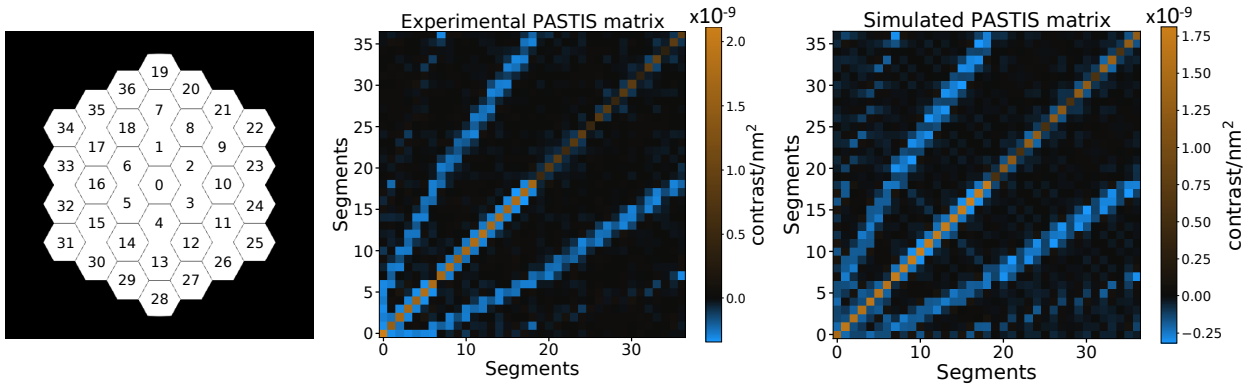 19
36 20
35 7 21
34 18 8 22
17 1 9
33 6 2 23
16 0 10
32 5 3 24
15 4 11
31 14 12 25
30 13 26
29 27
28
Experimental PASTIS matrix
x10⁻⁹
Segments
35
30
25
20
15
10
5
0
0 10 20 30
Segments
2.0
1.5
1.0
0.5
0.0
contrast/nm²
Simulated PASTIS matrix
x10⁻⁹
Segments
35
30
25
20
15
10
5
0
0 10 20 30
Segments
1.75
1.50
1.25
1.00
0.75
0.50
0.25
0.00
−0.25
contrast/nm²